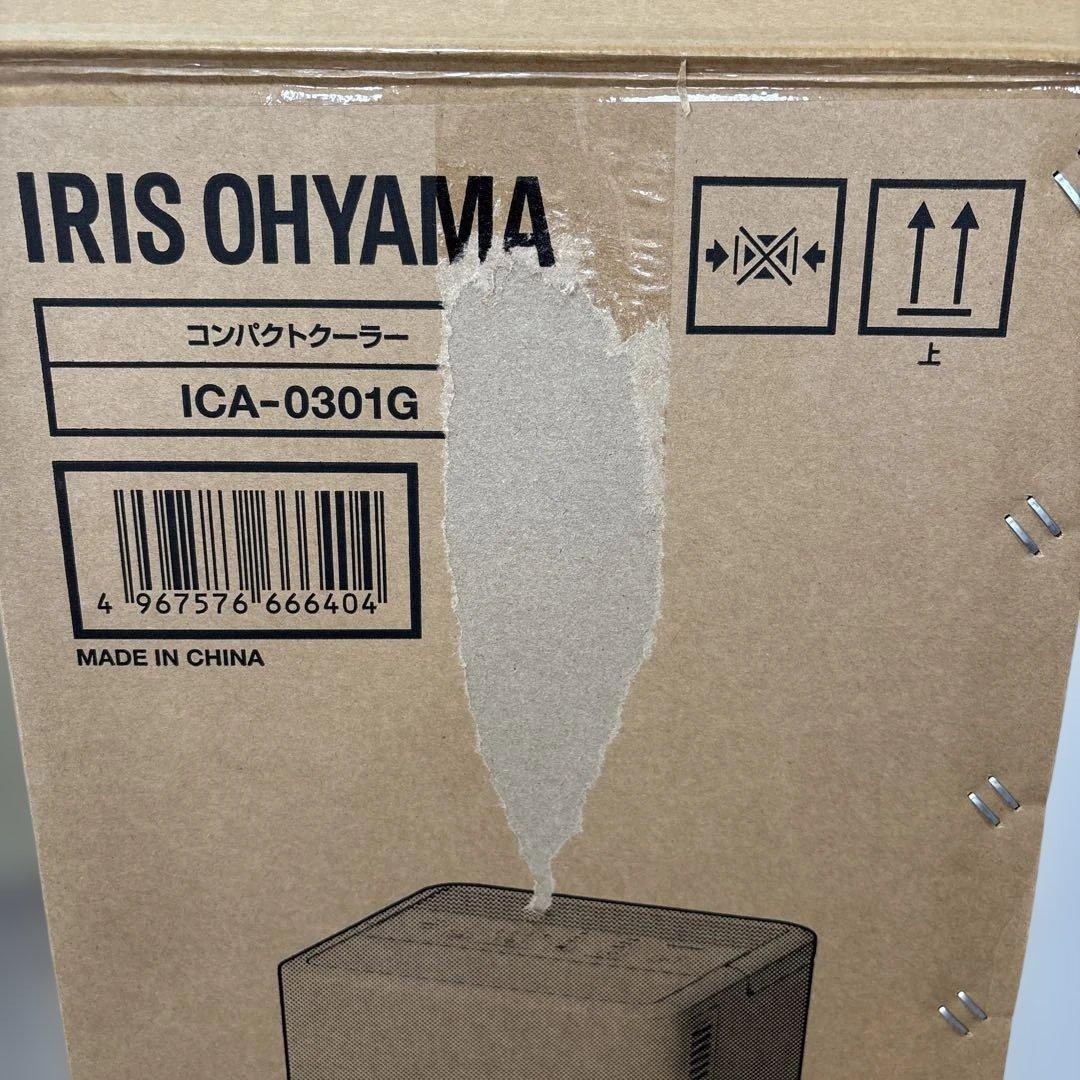 IRIS OHYAMA
コンパクトクーラー
ICA-0301G
4 967576 666404
MADE IN CHINA
上